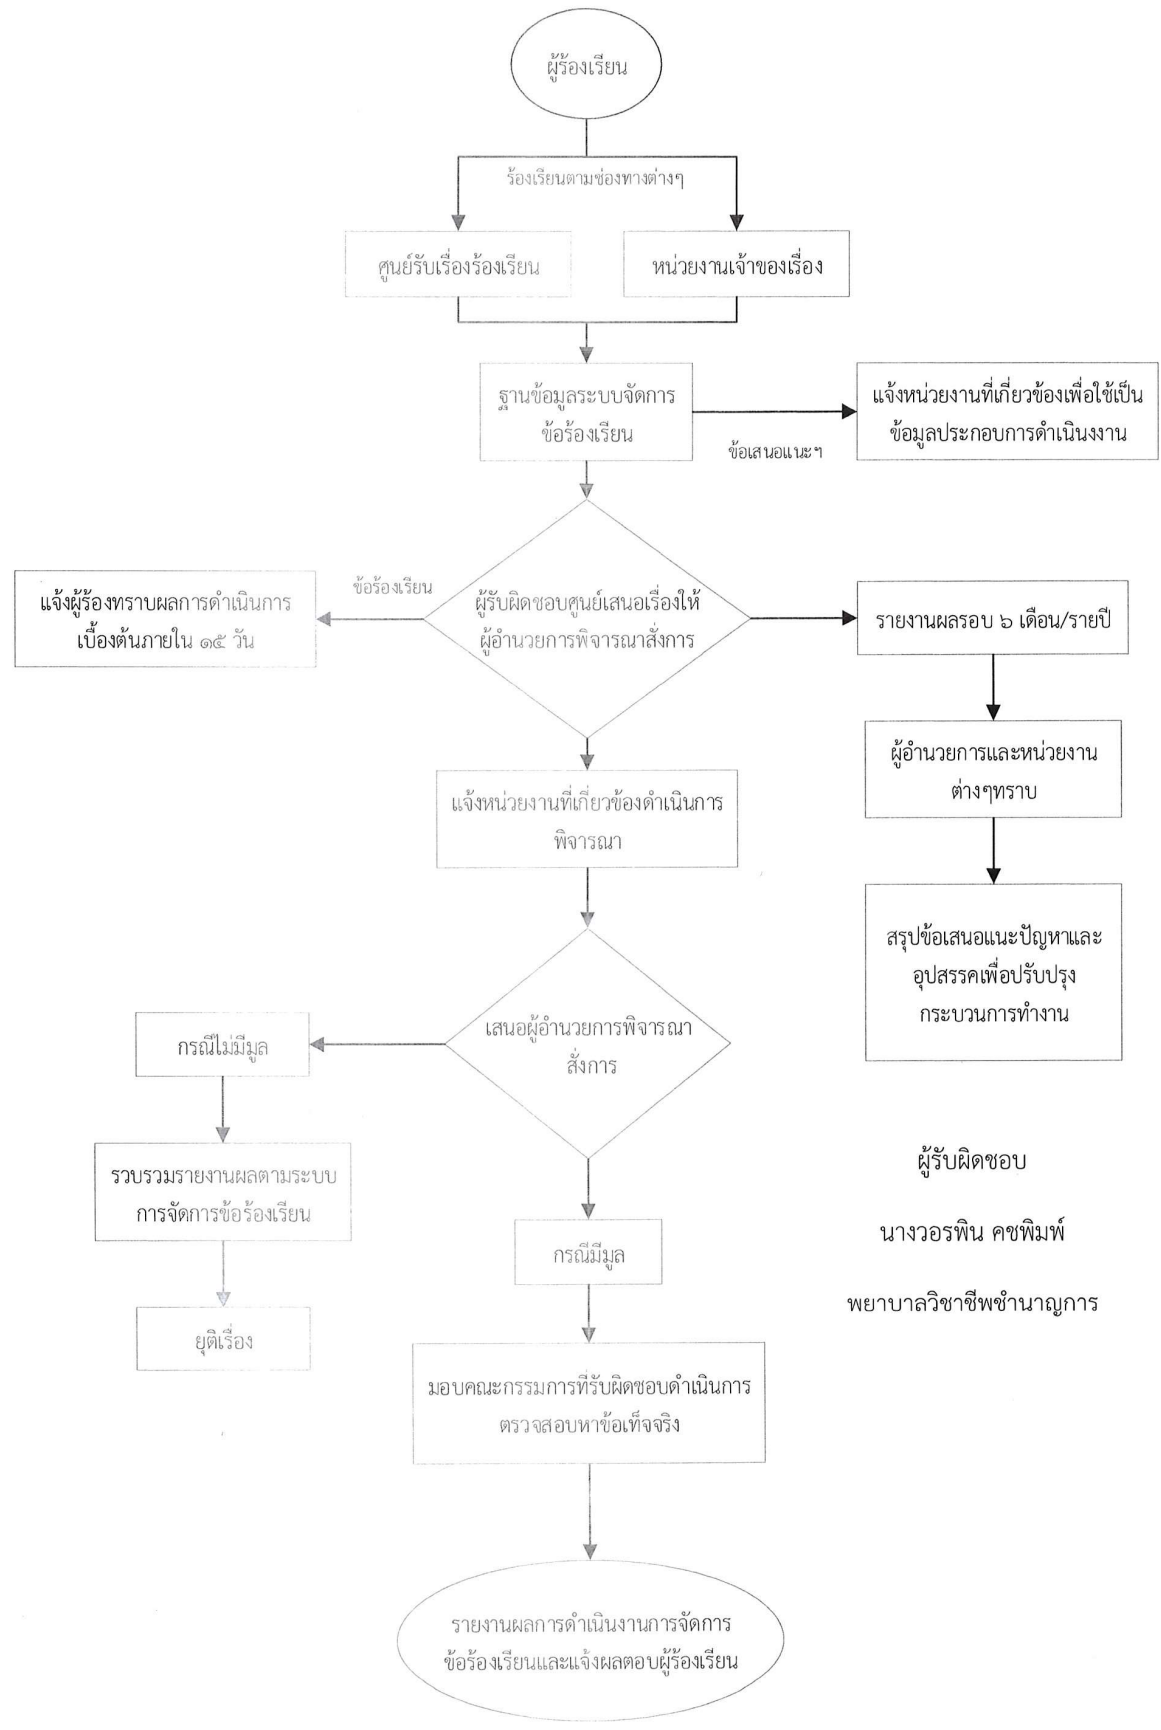 ผู้ร้องเรียน
ร้องเรียนตามช่องทางต่างๆ
ศูนย์รับเรื่องร้องเรียน
หน่วยงานเจ้าของเรื่อง
ฐานข้อมูลระบบจัดการ
ข้อร้องเรียน
ข้อเสนอแนะฯ
แจ้งหน่วยงานที่เกี่ยวข้องเพื่อใช้เป็น
ข้อมูลประกอบการดำเนินงงาน
ข้อร้องเรียน
แจ้งผู้ร้องทราบผลการดำเนินการ
เบื้องต้นภายใน ๑๕ วัน
ผู้รับผิดชอบศูนย์เสนอเรื่องให้
ผู้อำนวยการพิจารณาสั่งการ
รายงานผลรอบ ๖ เดือน/รายปี
ผู้อำนวยการและหน่วยงาน
ต่างๆทราบ
แจ้งหน่วยงานที่เกี่ยวข้องดำเนินการ
พิจารณา
สรุปข้อเสนอแนะปัญหาและ
อุปสรรคเพื่อปรับปรุง
กระบวนการทำงาน
เสนอผู้อำนวยการพิจารณา
สั่งการ
กรณีไม่มีมูล
รวบรวมรายงานผลตามระบบ
การจัดการข้อร้องเรียน
ยุติเรื่อง
กรณีมีมูล
ผู้รับผิดชอบ
นางวอรพิน คชพิมพ์
พยาบาลวิชาชีพชำนาญการ
มอบคณะกรรมการที่รับผิดชอบดำเนินการ
ตรวจสอบหาข้อเท็จจริง
รายงานผลการดำเนินงานการจัดการ
ข้อร้องเรียนและแจ้งผลตอบผู้ร้องเรียน